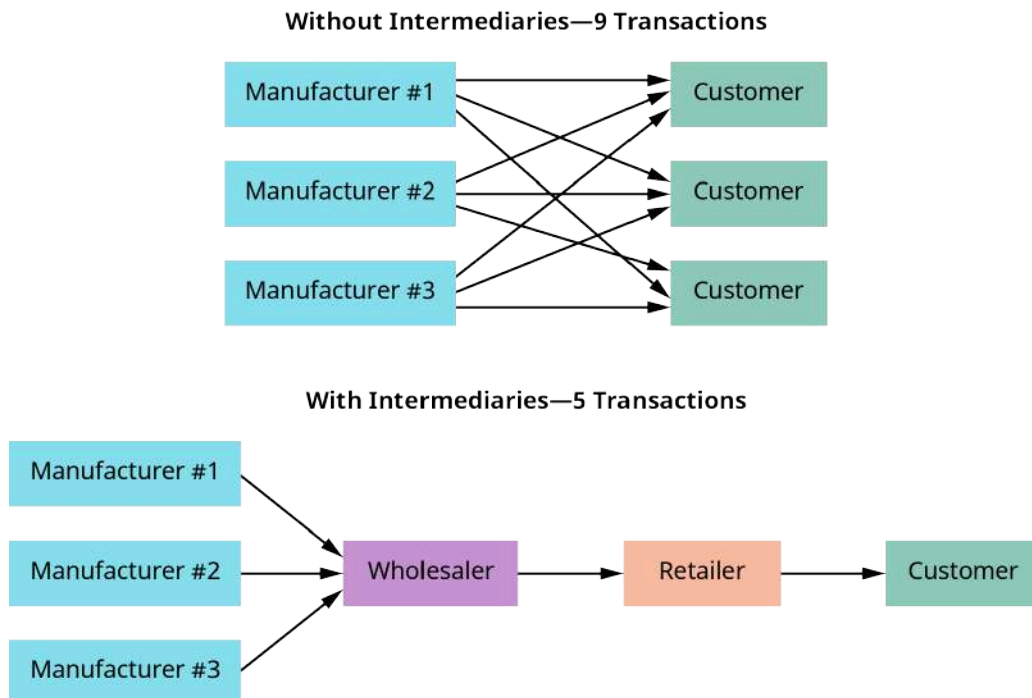 Without Intermediaries—9 Transactions
Manufacturer #1
Customer
Manufacturer #2
Customer
Manufacturer #3
Customer
With Intermediaries—5 Transactions
Manufacturer #1
Manufacturer #2
Wholesaler
Retailer
Customer
Manufacturer #3